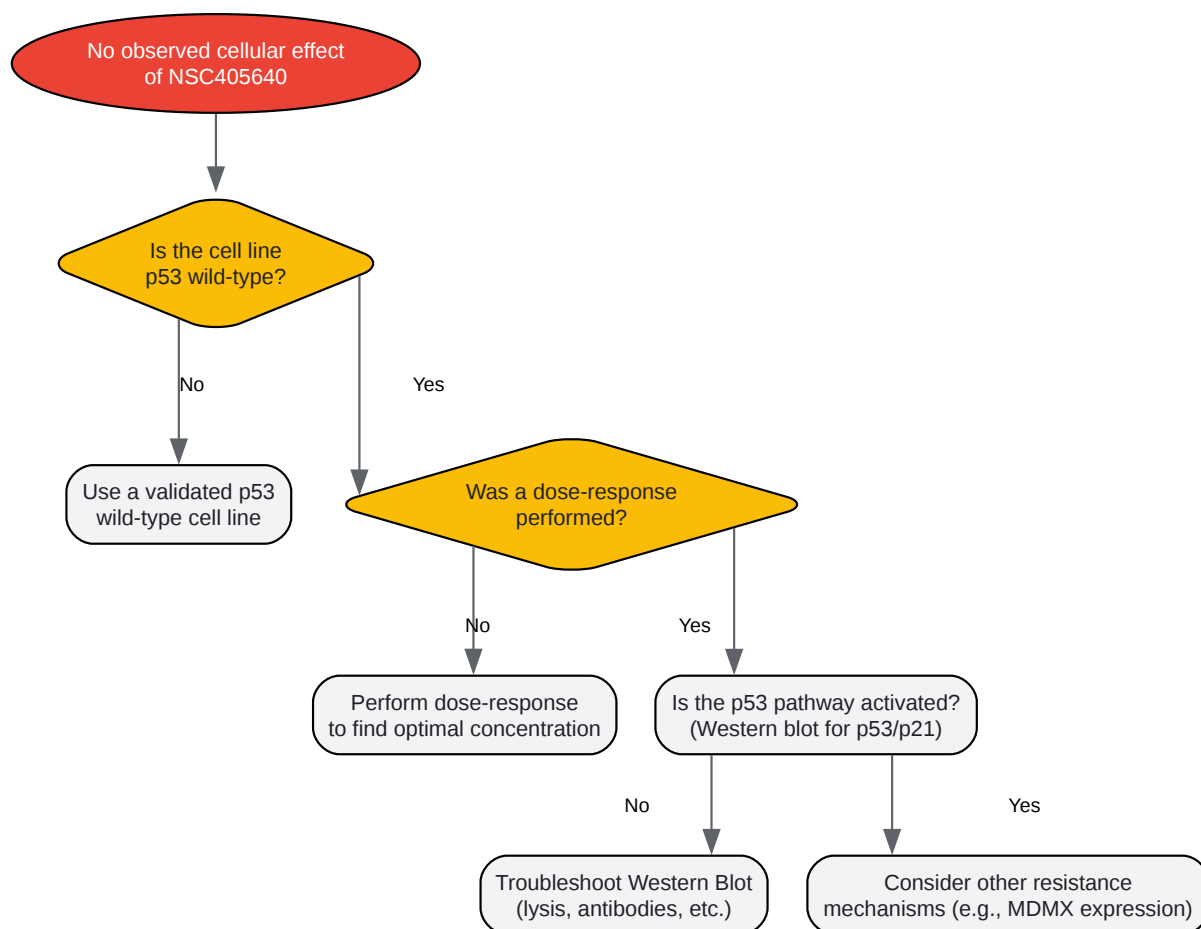 No observed cellular effect
of NSC405640
Is the cell line
p53 wild-type?
No
Yes
Use a validated p53
wild-type cell line
Was a dose-response
performed?
No
Yes
Perform dose-response
to find optimal concentration
Is the p53 pathway activated?
(Western blot for p53/p21)
No
Yes
Troubleshoot Western Blot
(lysis, antibodies, etc.)
Consider other resistance
mechanisms (e.g., MDMX expression)